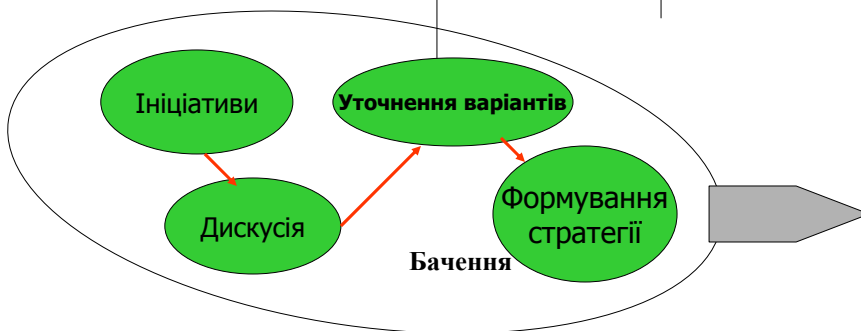 Ініціативи
Уточнення варіантів
Дискусія
Формування
стратегії
Бачення